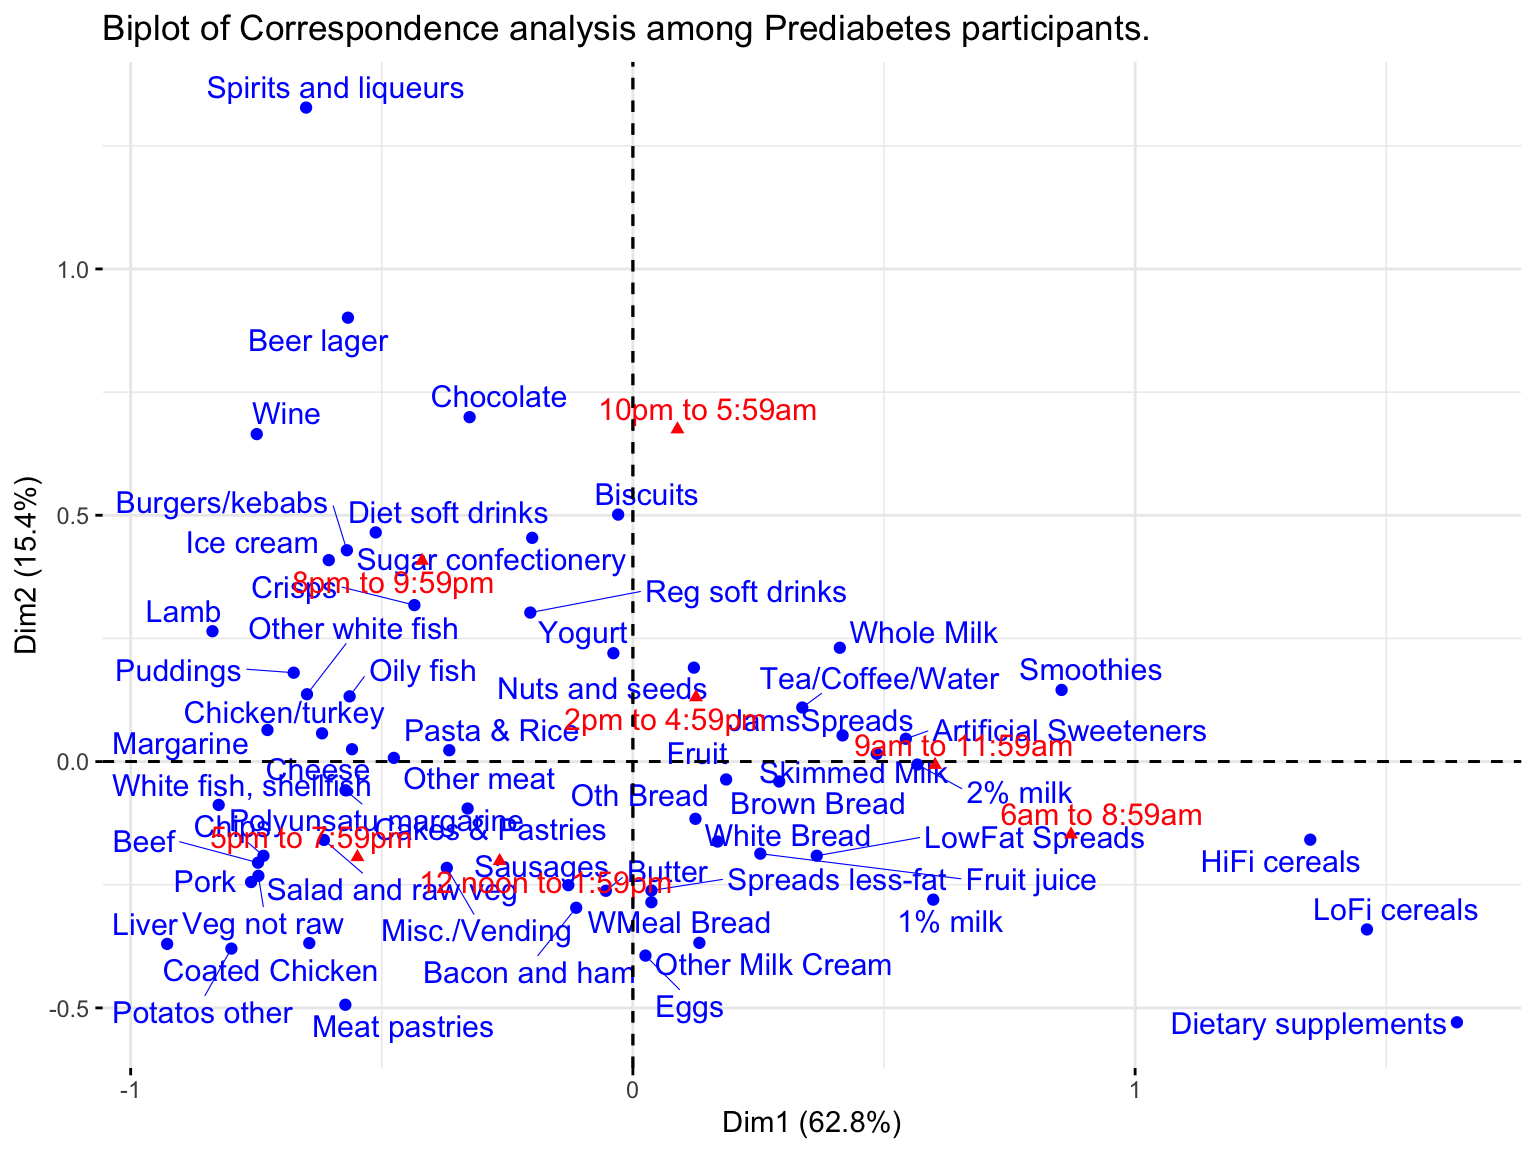 Biplot of Correspondence analysis among Prediabetes participants.
Spirits and liqueurs
1.0
Beer lager
Chocolate
Wine
10pm to 5:59am
Burgers/kebabs
Biscuits
Diet soft drinks
0.5
Ice cream
Sugar confectionery
8pm to 9:59pm
Crisps
Reg soft drinks
Lamb
Other white fish
Yogurt
Whole Milk
Puddings
Oily fish
Smoothies
Tea/Coffee/Water
Nuts and seeds
Chicken/turkey
2pm to 4:59pm
JamsSpreads
Pasta & Rice
Artificial Sweeteners
Margarine
9am to 11:59am
Fruit
0.0
Cheese
Skimmed Milk
Other meat
White fish, shellfish
2% milk
Oth Bread
Brown Bread
6am to 8:59am
Polyunsatu margarine
Chips
Cakes & Pastries
5pm to 7:59pm
White Bread
LowFat Spreads
Beef
HiFi cereals
Sausages
Butter
Pork
12 noon to 1:59pm
Spreads less-fat
Fruit juice
Salad and raw veg
LoFi cereals
Liver
Veg not raw
WMeal Bread
1% milk
Misc./Vending
Other Milk Cream
Coated Chicken
Bacon and ham
Eggs
-0.5
Potatos other
Dietary supplements
Meat pastries
-1
0
1
Dim1 (62.8%)
Dim2 (15.4%)